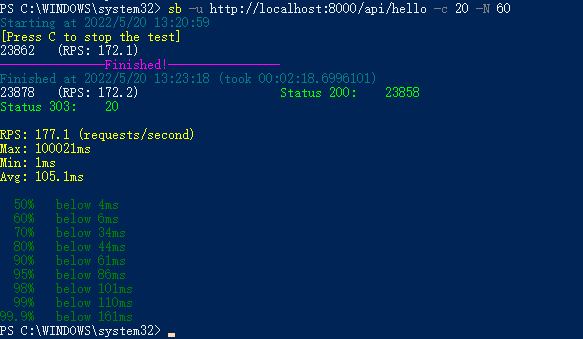 PS C:\WINDOWS\system32> sb -u http://localhost:8000/api/hello -c 20 -N 60
Starting at 2022/5/20 13:20:59
[Press C to stop the test]
23862   (RPS: 172.1)
---------------Finished!----------------
Finished at 2022/5/20 13:23:18 (took 00:02:18.6996101)
23878   (RPS: 172.2)                    Status 200:    23858
Status 303:    20

RPS: 177.1 (requests/second)
Max: 100021ms
Min: 1ms
Avg: 105.1ms

  50%   below 4ms
  60%   below 6ms
  70%   below 34ms
  80%   below 44ms
  90%   below 61ms
  95%   below 86ms
  98%   below 101ms
  99%   below 110ms
99.9%   below 161ms
PS C:\WINDOWS\system32>